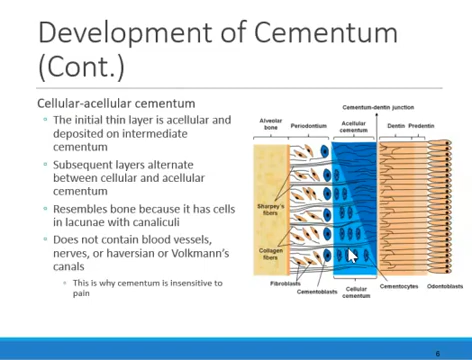 Development of Cementum
(Cont.)
Cellular-acellular cementum
The initial thin layer is acellular and
deposited on intermediate
cementum
Subsequent layers alternate
between cellular and acellular
cementum
Resembles bone because it has cells
in lacunae with canaliculi
Does not contain blood vessels,
nerves, or haversian or Volkmann's
canals
This is why cementum is insensitive to
pain
Cementum-dentin junction
Alveolar
bone
Periodontium
Acellular
cementum
Dentin
Predentin
Sharpey's
fibers
Collagen
fibers
Fibroblasts
Cementoblasts
Cellular
cementum
Cementocytes
Odontoblasts
6